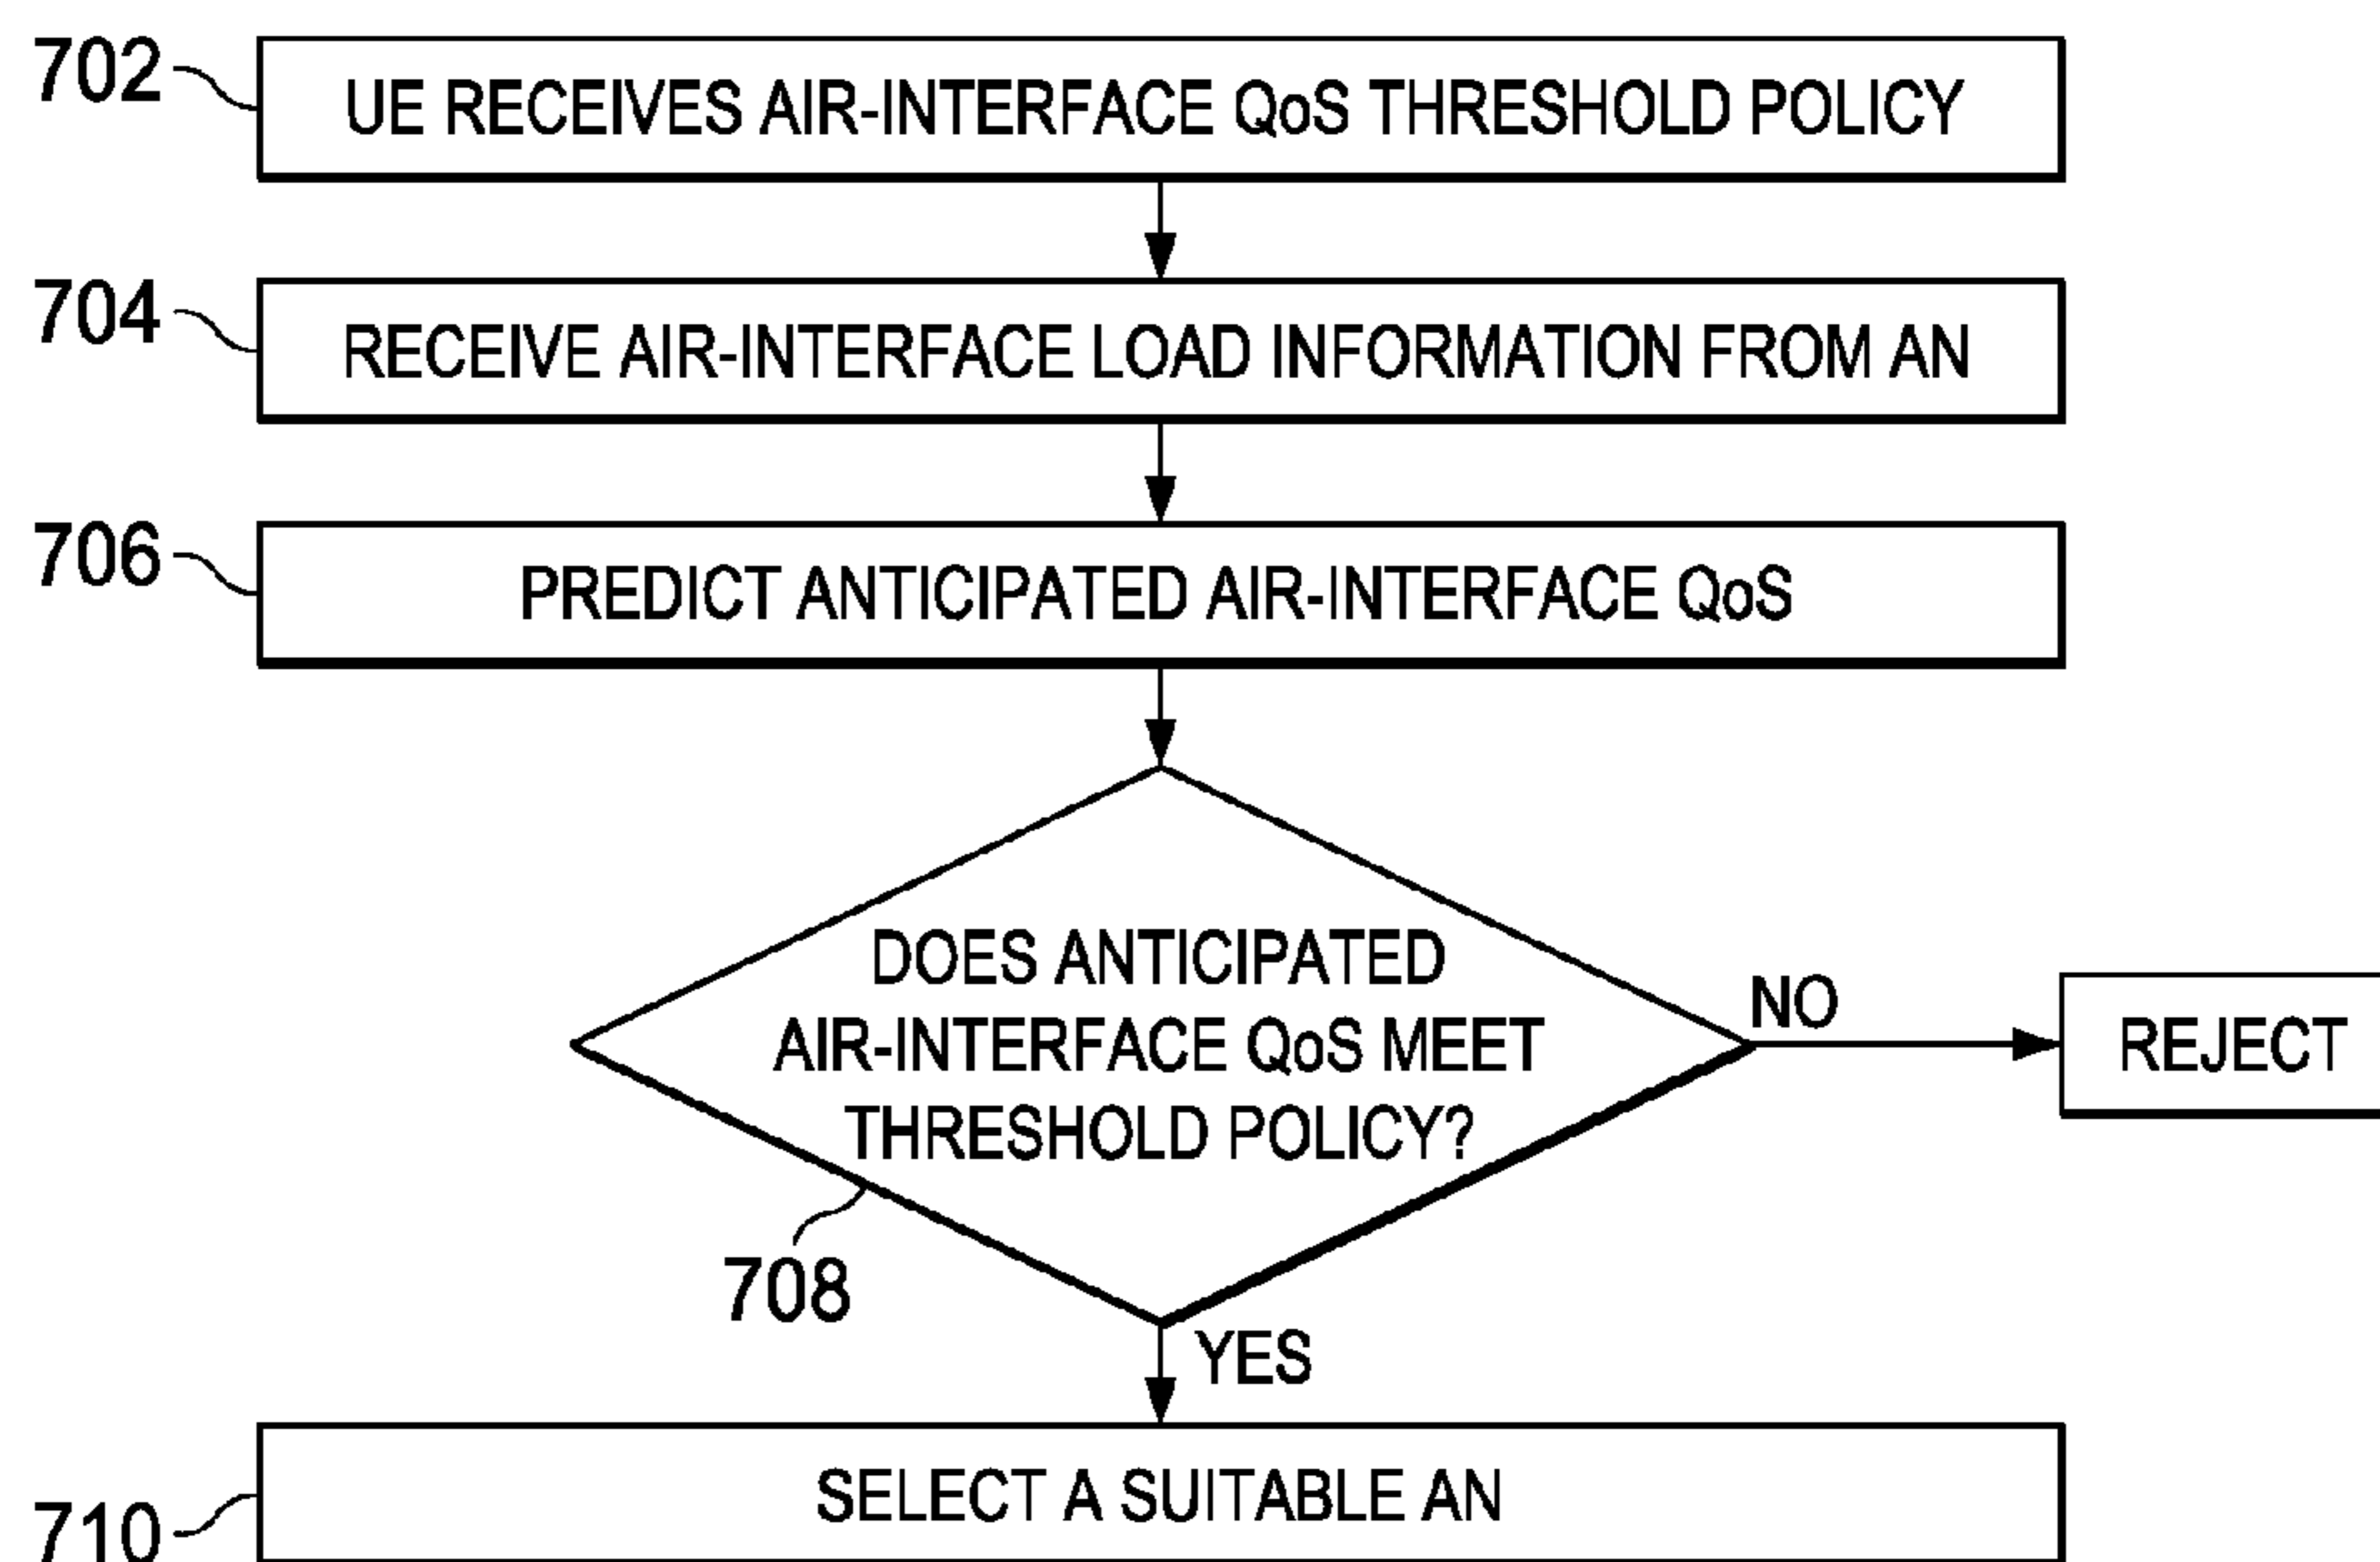 702
UE RECEIVES AIR-INTERFACE QoS THRESHOLD POLICY
704
RECEIVE AIR-INTERFACE LOAD INFORMATION FROM AN
706
PREDICT ANTICIPATED AIR-INTERFACE QoS
DOES ANTICIPATED
AIR-INTERFACE QoS MEET
THRESHOLD POLICY?
NO
REJECT
708
YES
SELECT A SUITABLE AN
710